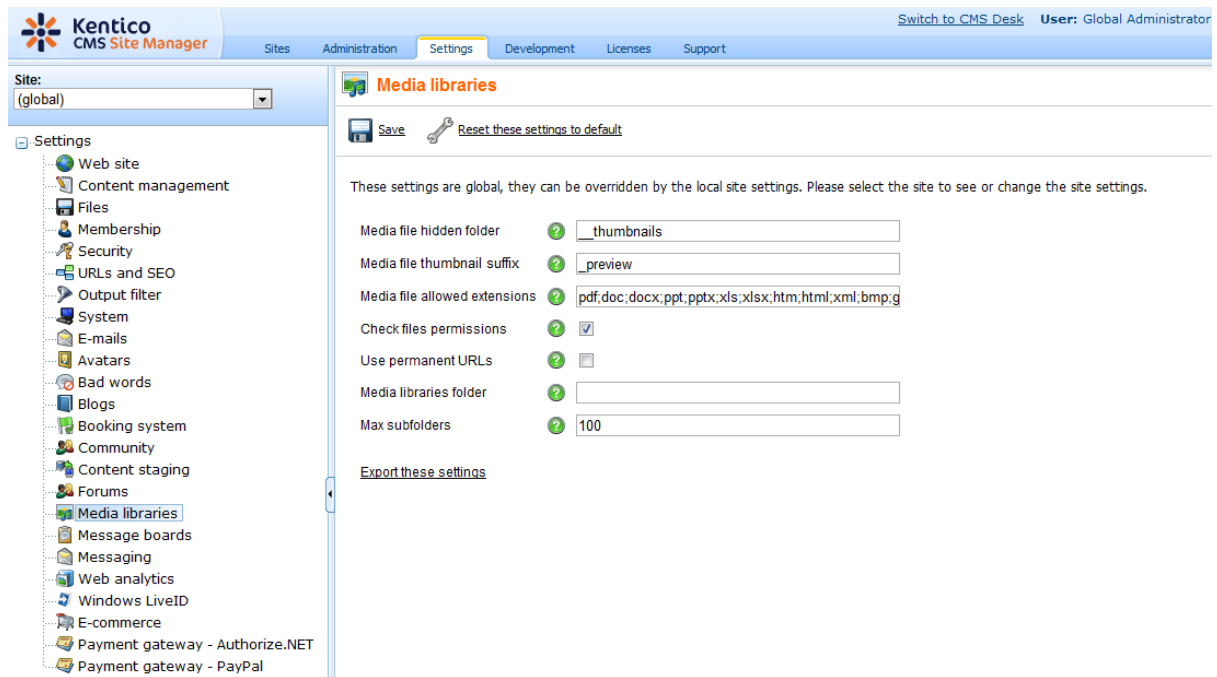 Kentico
CMS Site Manager
Switch to CMS Desk User: Global Administrator
Sites Administration Settings Development Licenses Support
Site:
(global)
Settings
Web site
Content management
Files
Membership
Security
URLs and SEO
Output filter
System
E-mails
Avatars
Bad words
Blogs
Booking system
Community
Content staging
Forums
Media libraries
Message boards
Messaging
Web analytics
Windows LiveID
E-commerce
Payment gateway - Authorize.NET
Payment gateway - PayPal
Media libraries
Save Reset these settings to default
These settings are global, they can be overridden by the local site settings. Please select the site to see or change the site settings.
Media file hidden folder __thumbnails
Media file thumbnail suffix _preview
Media file allowed extensions pdf;doc;docx;ppt;pptx;xls;xlsx;htm;html;xml;bmp;g
Check files permissions
Use permanent URLs
Media libraries folder
Max subfolders 100
Export these settings